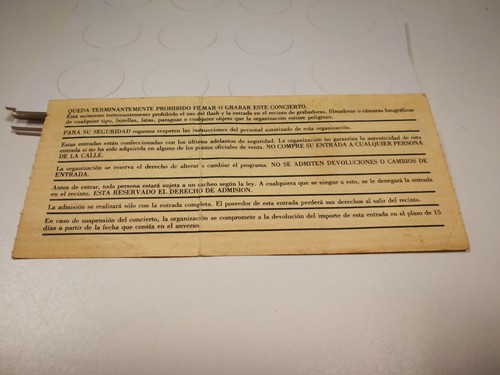 QUEDA TERMINANTEMENTE PROHIBIDO FILMAR O GRABAR ESTE CONCIERTO.
Está asimismo terminantemente prohibido el uso del flash y la entrada en el recinto de grabadoras, filmadoras o cámaras fotográficas
de cualquier tipo, botellas, latas, paraguas o cualquier objeto que la organización estime peligroso.
PARA SU SEGURIDAD rogamos respeten las instrucciones del personal autorizado de esta organización.
Estas entradas están confeccionadas con los últimos adelantos de seguridad. La organización no garantiza la autenticidad de esta
entrada si no ha sido adquirida en alguno de los puntos oficiales de venta. NO COMPRE SU ENTRADA A CUALQUIER PERSONA
DE LA CALLE.
La organización se reserva el derecho de alterar o cambiar el programa. NO SE ADMITEN DEVOLUCIONES O CAMBIOS DE
ENTRADA.
Antes de entrar, toda persona estará sujeta a un cacheo según la ley. A cualquiera que se niegue a esto, se le denegará la entrada
en el recinto. ESTA RESERVADO EL DERECHO DE ADMISION.
La admisión se realizará sólo con la entrada completa. El poseedor de esta entrada perderá sus derechos al salir del recinto.
En caso de suspensión del concierto, la organización se compromete a la devolución del importe de esta entrada en el plazo de 15
días a partir de la fecha que consta en el anverso.